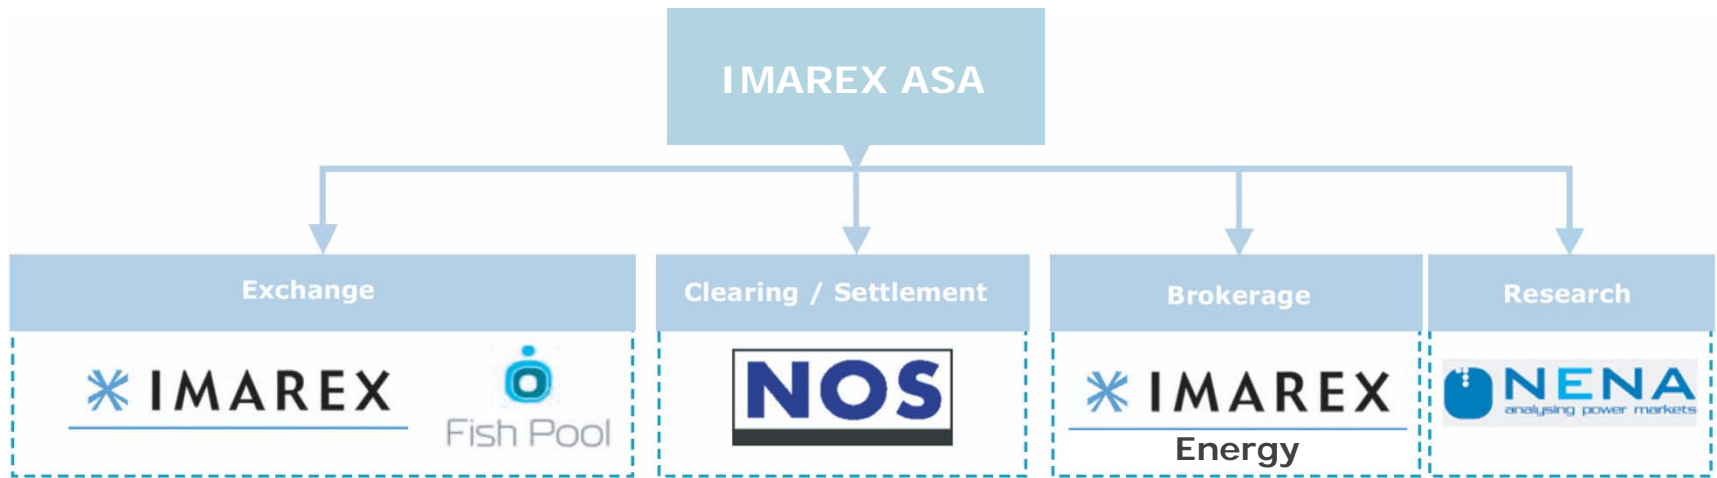 IMAREX ASA
Exchange
Clearing / Settlement
Brokerage
Research
IMAREX
Fish Pool
NOS
IMAREX
Energy
NENA
analysing power markets